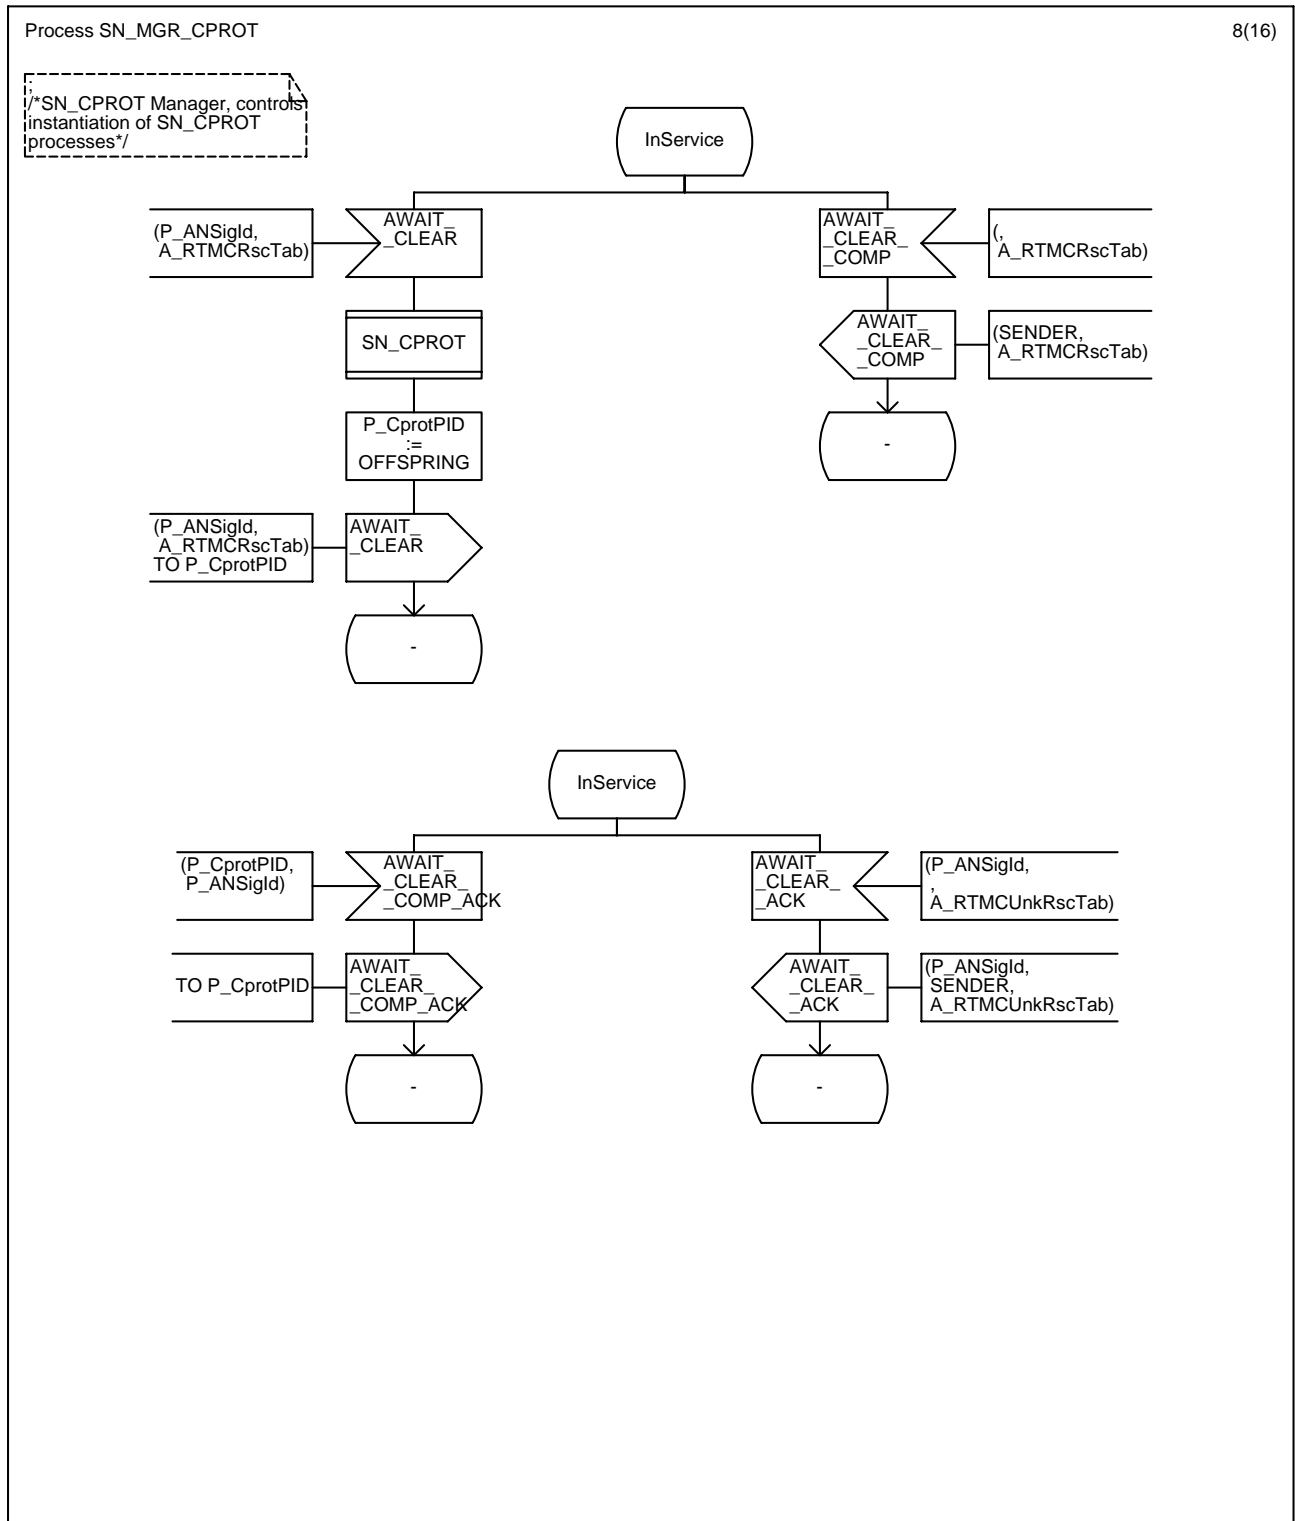 Process SN_MGR_CPROT
8(16)
;
/*SN_CPROT Manager, controls
instantiation of SN_CPROT
processes*/
InService
(P_ANSigId,
A_RTMCRscTab)
AWAIT_
_CLEAR
AWAIT_
_CLEAR_
_COMP
(,
A_RTMCRscTab)
SN_CPROT
AWAIT_
_CLEAR_
_COMP
(SENDER,
A_RTMCRscTab)
P_CprotPID
:=
OFFSPRING
-
(P_ANSigId,
A_RTMCRscTab)
TO P_CprotPID
AWAIT_
_CLEAR
-
InService
(P_CprotPID,
P_ANSigId)
AWAIT_
_CLEAR_
_COMP_ACK
AWAIT_
_CLEAR_
_ACK
(P_ANSigId,
,
A_RTMCUnkRscTab)
TO P_CprotPID
AWAIT_
_CLEAR_
_COMP_ACK
AWAIT_
_CLEAR_
_ACK
(P_ANSigId,
SENDER,
A_RTMCUnkRscTab)
-
-